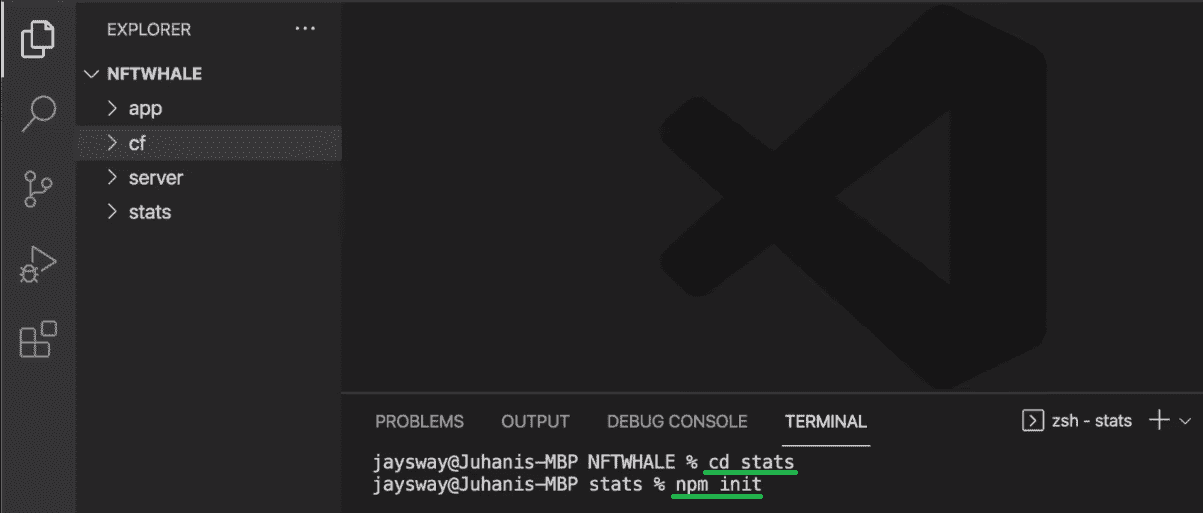 EXPLORER ...
NFTWHALE
app
cf
server
stats
PROBLEMS OUTPUT DEBUG CONSOLE TERMINAL zsh - stats
jaysway@Juhanis-MBP NFTWHALE % cd stats
jaysway@Juhanis-MBP stats % npm init